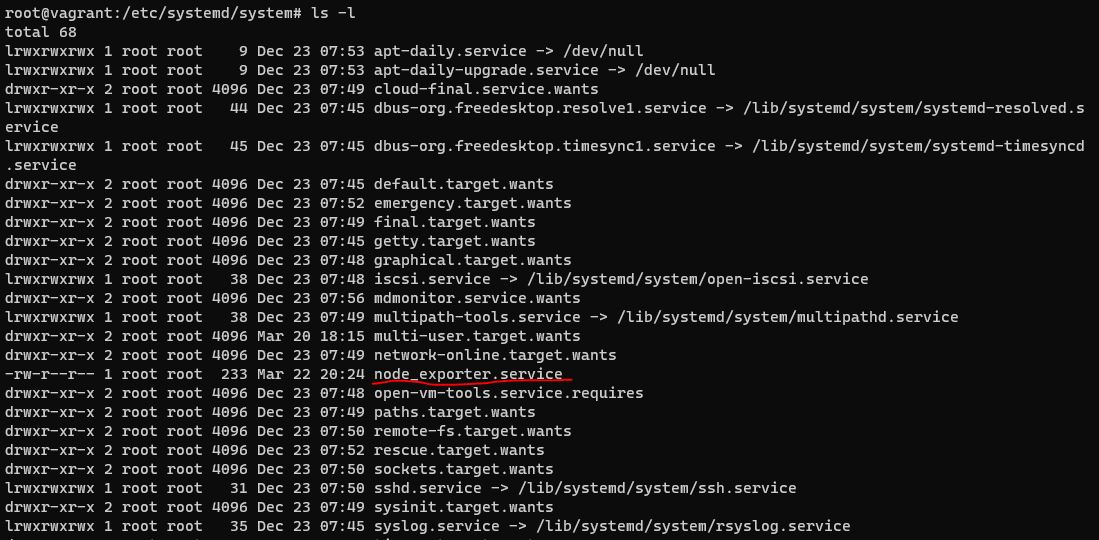 root@vagrant:/etc/systemd/system# ls -l
total 68
lrwxrwxrwx 1 root root    9 Dec 23 07:53 apt-daily.service -> /dev/null
lrwxrwxrwx 1 root root    9 Dec 23 07:53 apt-daily-upgrade.service -> /dev/null
drwxr-xr-x 2 root root 4096 Dec 23 07:49 cloud-final.service.wants
lrwxrwxrwx 1 root root   44 Dec 23 07:45 dbus-org.freedesktop.resolve1.service -> /lib/systemd/system/systemd-resolved.s
ervice
lrwxrwxrwx 1 root root   45 Dec 23 07:45 dbus-org.freedesktop.timesync1.service -> /lib/systemd/system/systemd-timesyncd
.service
drwxr-xr-x 2 root root 4096 Dec 23 07:45 default.target.wants
drwxr-xr-x 2 root root 4096 Dec 23 07:52 emergency.target.wants
drwxr-xr-x 2 root root 4096 Dec 23 07:49 final.target.wants
drwxr-xr-x 2 root root 4096 Dec 23 07:45 getty.target.wants
drwxr-xr-x 2 root root 4096 Dec 23 07:48 graphical.target.wants
lrwxrwxrwx 1 root root   38 Dec 23 07:48 iscsi.service -> /lib/systemd/system/open-iscsi.service
drwxr-xr-x 2 root root 4096 Dec 23 07:56 mdmonitor.service.wants
lrwxrwxrwx 1 root root   38 Dec 23 07:49 multipath-tools.service -> /lib/systemd/system/multipathd.service
drwxr-xr-x 2 root root 4096 Mar 20 18:15 multi-user.target.wants
drwxr-xr-x 2 root root 4096 Dec 23 07:49 network-online.target.wants
-rw-r--r-- 1 root root  233 Mar 22 20:24 node_exporter.service
drwxr-xr-x 2 root root 4096 Dec 23 07:48 open-vm-tools.service.requires
drwxr-xr-x 2 root root 4096 Dec 23 07:49 paths.target.wants
drwxr-xr-x 2 root root 4096 Dec 23 07:50 remote-fs.target.wants
drwxr-xr-x 2 root root 4096 Dec 23 07:52 rescue.target.wants
drwxr-xr-x 2 root root 4096 Dec 23 07:50 sockets.target.wants
lrwxrwxrwx 1 root root   31 Dec 23 07:50 sshd.service -> /lib/systemd/system/ssh.service
drwxr-xr-x 2 root root 4096 Dec 23 07:49 sysinit.target.wants
lrwxrwxrwx 1 root root   35 Dec 23 07:45 syslog.service -> /lib/systemd/system/rsyslog.service